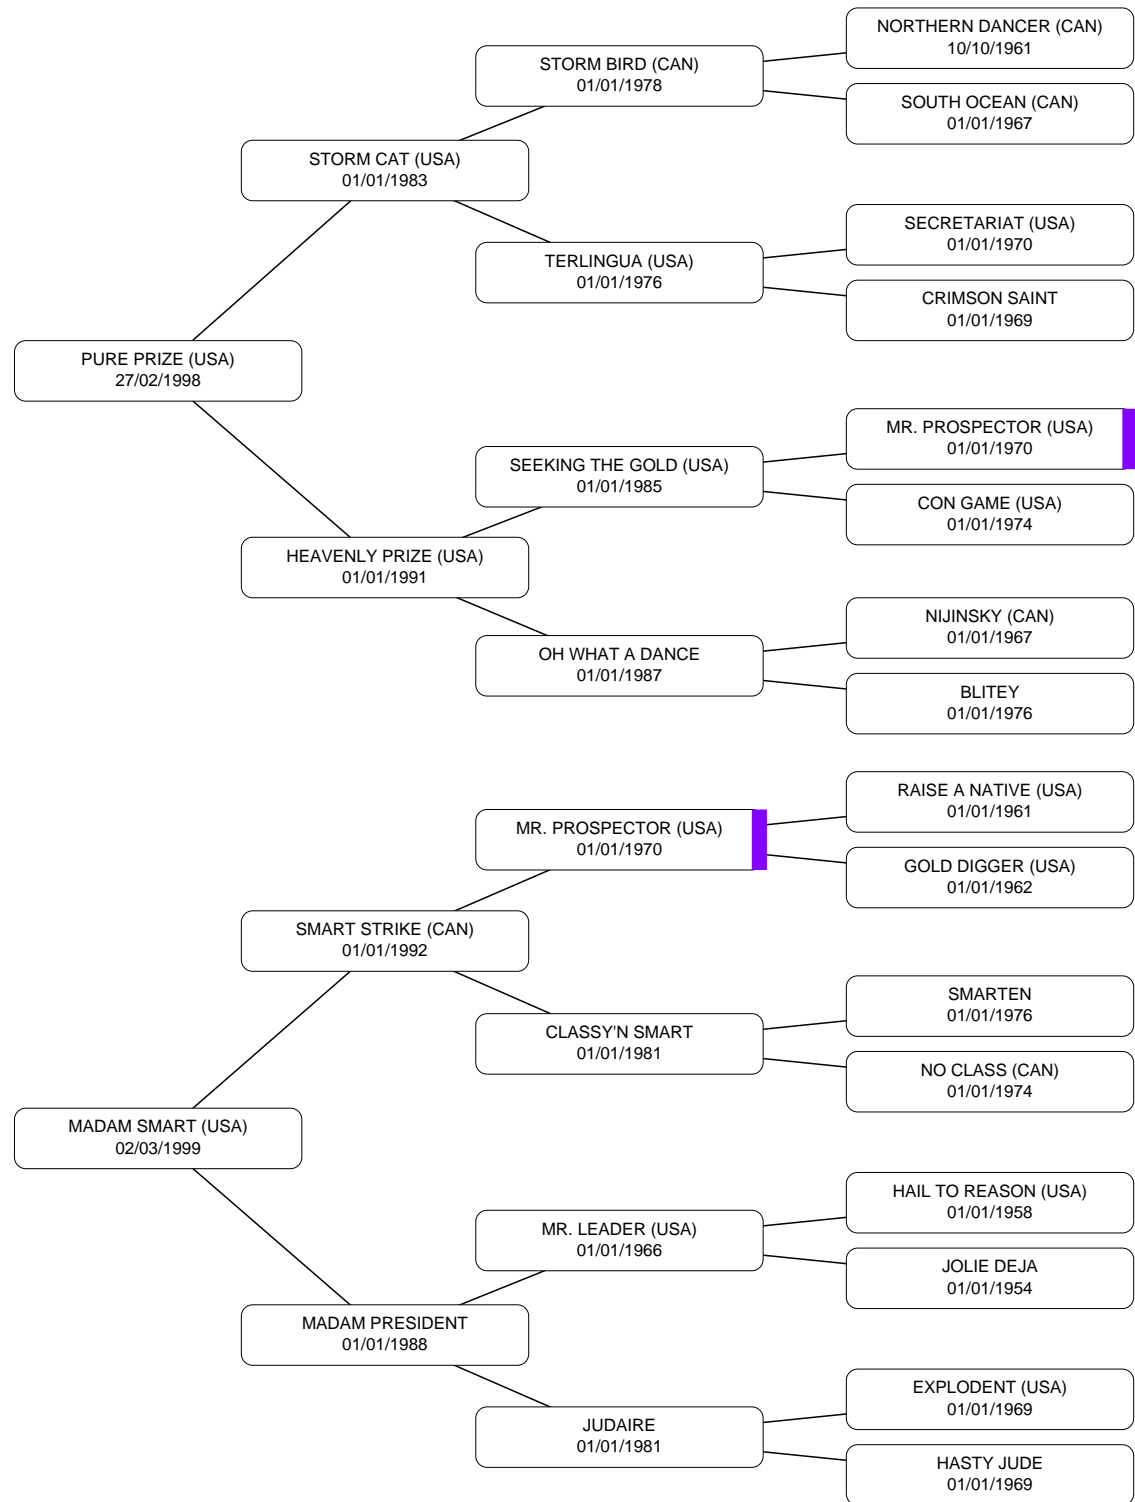 NORTHERN DANCER (CAN)
10/10/1961
STORM BIRD (CAN)
01/01/1978
SOUTH OCEAN (CAN)
01/01/1967
STORM CAT (USA)
01/01/1983
SECRETARIAT (USA)
01/01/1970
TERLINGUA (USA)
01/01/1976
CRIMSON SAINT
01/01/1969
PURE PRIZE (USA)
27/02/1998
MR. PROSPECTOR (USA)
01/01/1970
SEEKING THE GOLD (USA)
01/01/1985
CON GAME (USA)
01/01/1974
HEAVENLY PRIZE (USA)
01/01/1991
NIJINSKY (CAN)
01/01/1967
OH WHAT A DANCE
01/01/1987
BLITEY
01/01/1976
RAISE A NATIVE (USA)
01/01/1961
MR. PROSPECTOR (USA)
01/01/1970
GOLD DIGGER (USA)
01/01/1962
SMART STRIKE (CAN)
01/01/1992
SMARTEN
01/01/1976
CLASSY'N SMART
01/01/1981
NO CLASS (CAN)
01/01/1974
MADAM SMART (USA)
02/03/1999
HAIL TO REASON (USA)
01/01/1958
MR. LEADER (USA)
01/01/1966
JOLIE DEJA
01/01/1954
MADAM PRESIDENT
01/01/1988
EXPLODENT (USA)
01/01/1969
JUDAIRE
01/01/1981
HASTY JUDE
01/01/1969